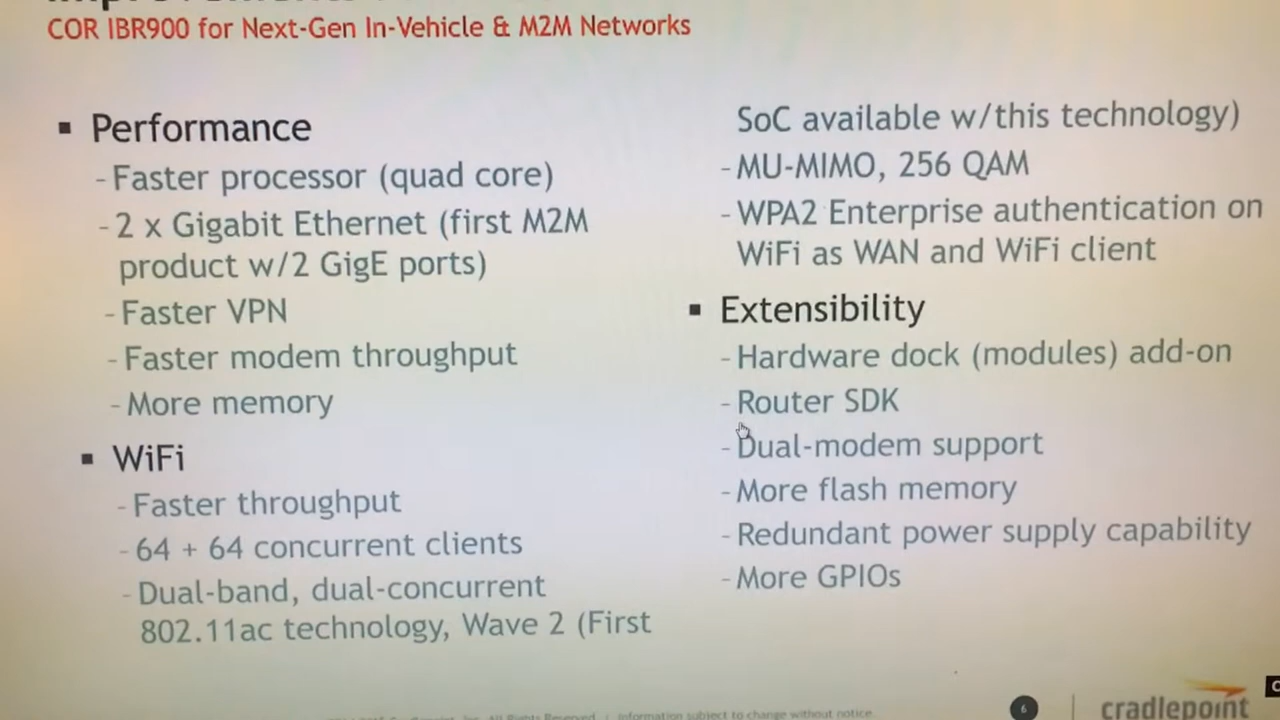 COR IBR900 for Next-Gen In-Vehicle & M2M Networks
▪ Performance
- Faster processor (quad core)
- 2 x Gigabit Ethernet (first M2M
product w/2 GigE ports)
- Faster VPN
- Faster modem throughput
- More memory
▪ WiFi
- Faster throughput
- 64 + 64 concurrent clients
- Dual-band, dual-concurrent
802.11ac technology, Wave 2 (First
SoC available w/this technology)
- MU-MIMO, 256 QAM
- WPA2 Enterprise authentication on
WiFi as WAN and WiFi client
▪ Extensibility
- Hardware dock (modules) add-on
- Router SDK
- Dual-modem support
- More flash memory
- Redundant power supply capability
- More GPIOs
All Rights Reserved. | Information subject to change without notice.
6
cradlepoint